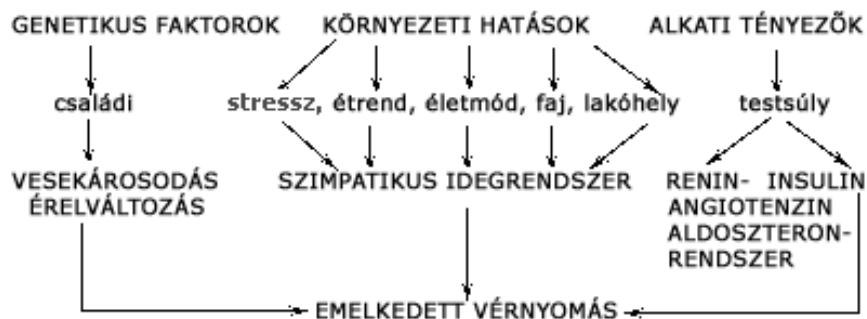 GENETIKUS FAKTOROK KÖRNYEZETI HATÁSOK ALKATI TÉNYEZŐK
családi stressz, étrend, életmód, faj, lakóhely testsúly
VESEKÁROSODÁS SZIMPATIKUS IDEGRENDSZER RENIN- INSULIN
ÉRELVÁLTOZÁS ANGIOTENZIN
ALDOSZTERON-
RENDSZER
EMELKEDETT VÉRNYOMÁS